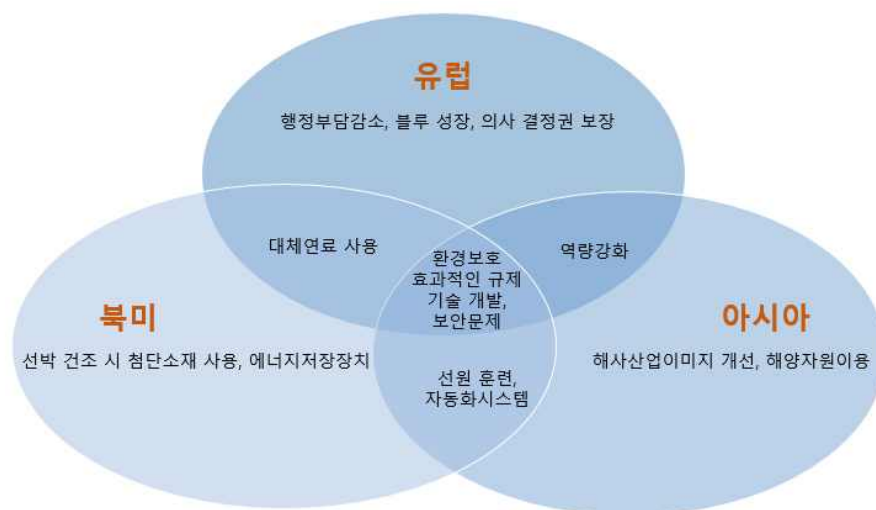 유럽
행정부담감소, 블루 성장, 의사 결정권 보장
대체연료 사용
환경보호
효과적인 규제
기술 개발,
보안문제
역량강화
북미
선박 건조 시 첨단소재 사용, 에너지저장장치
아시아
해사산업이미지 개선, 해양자원이용
선원 훈련,
자동화시스템